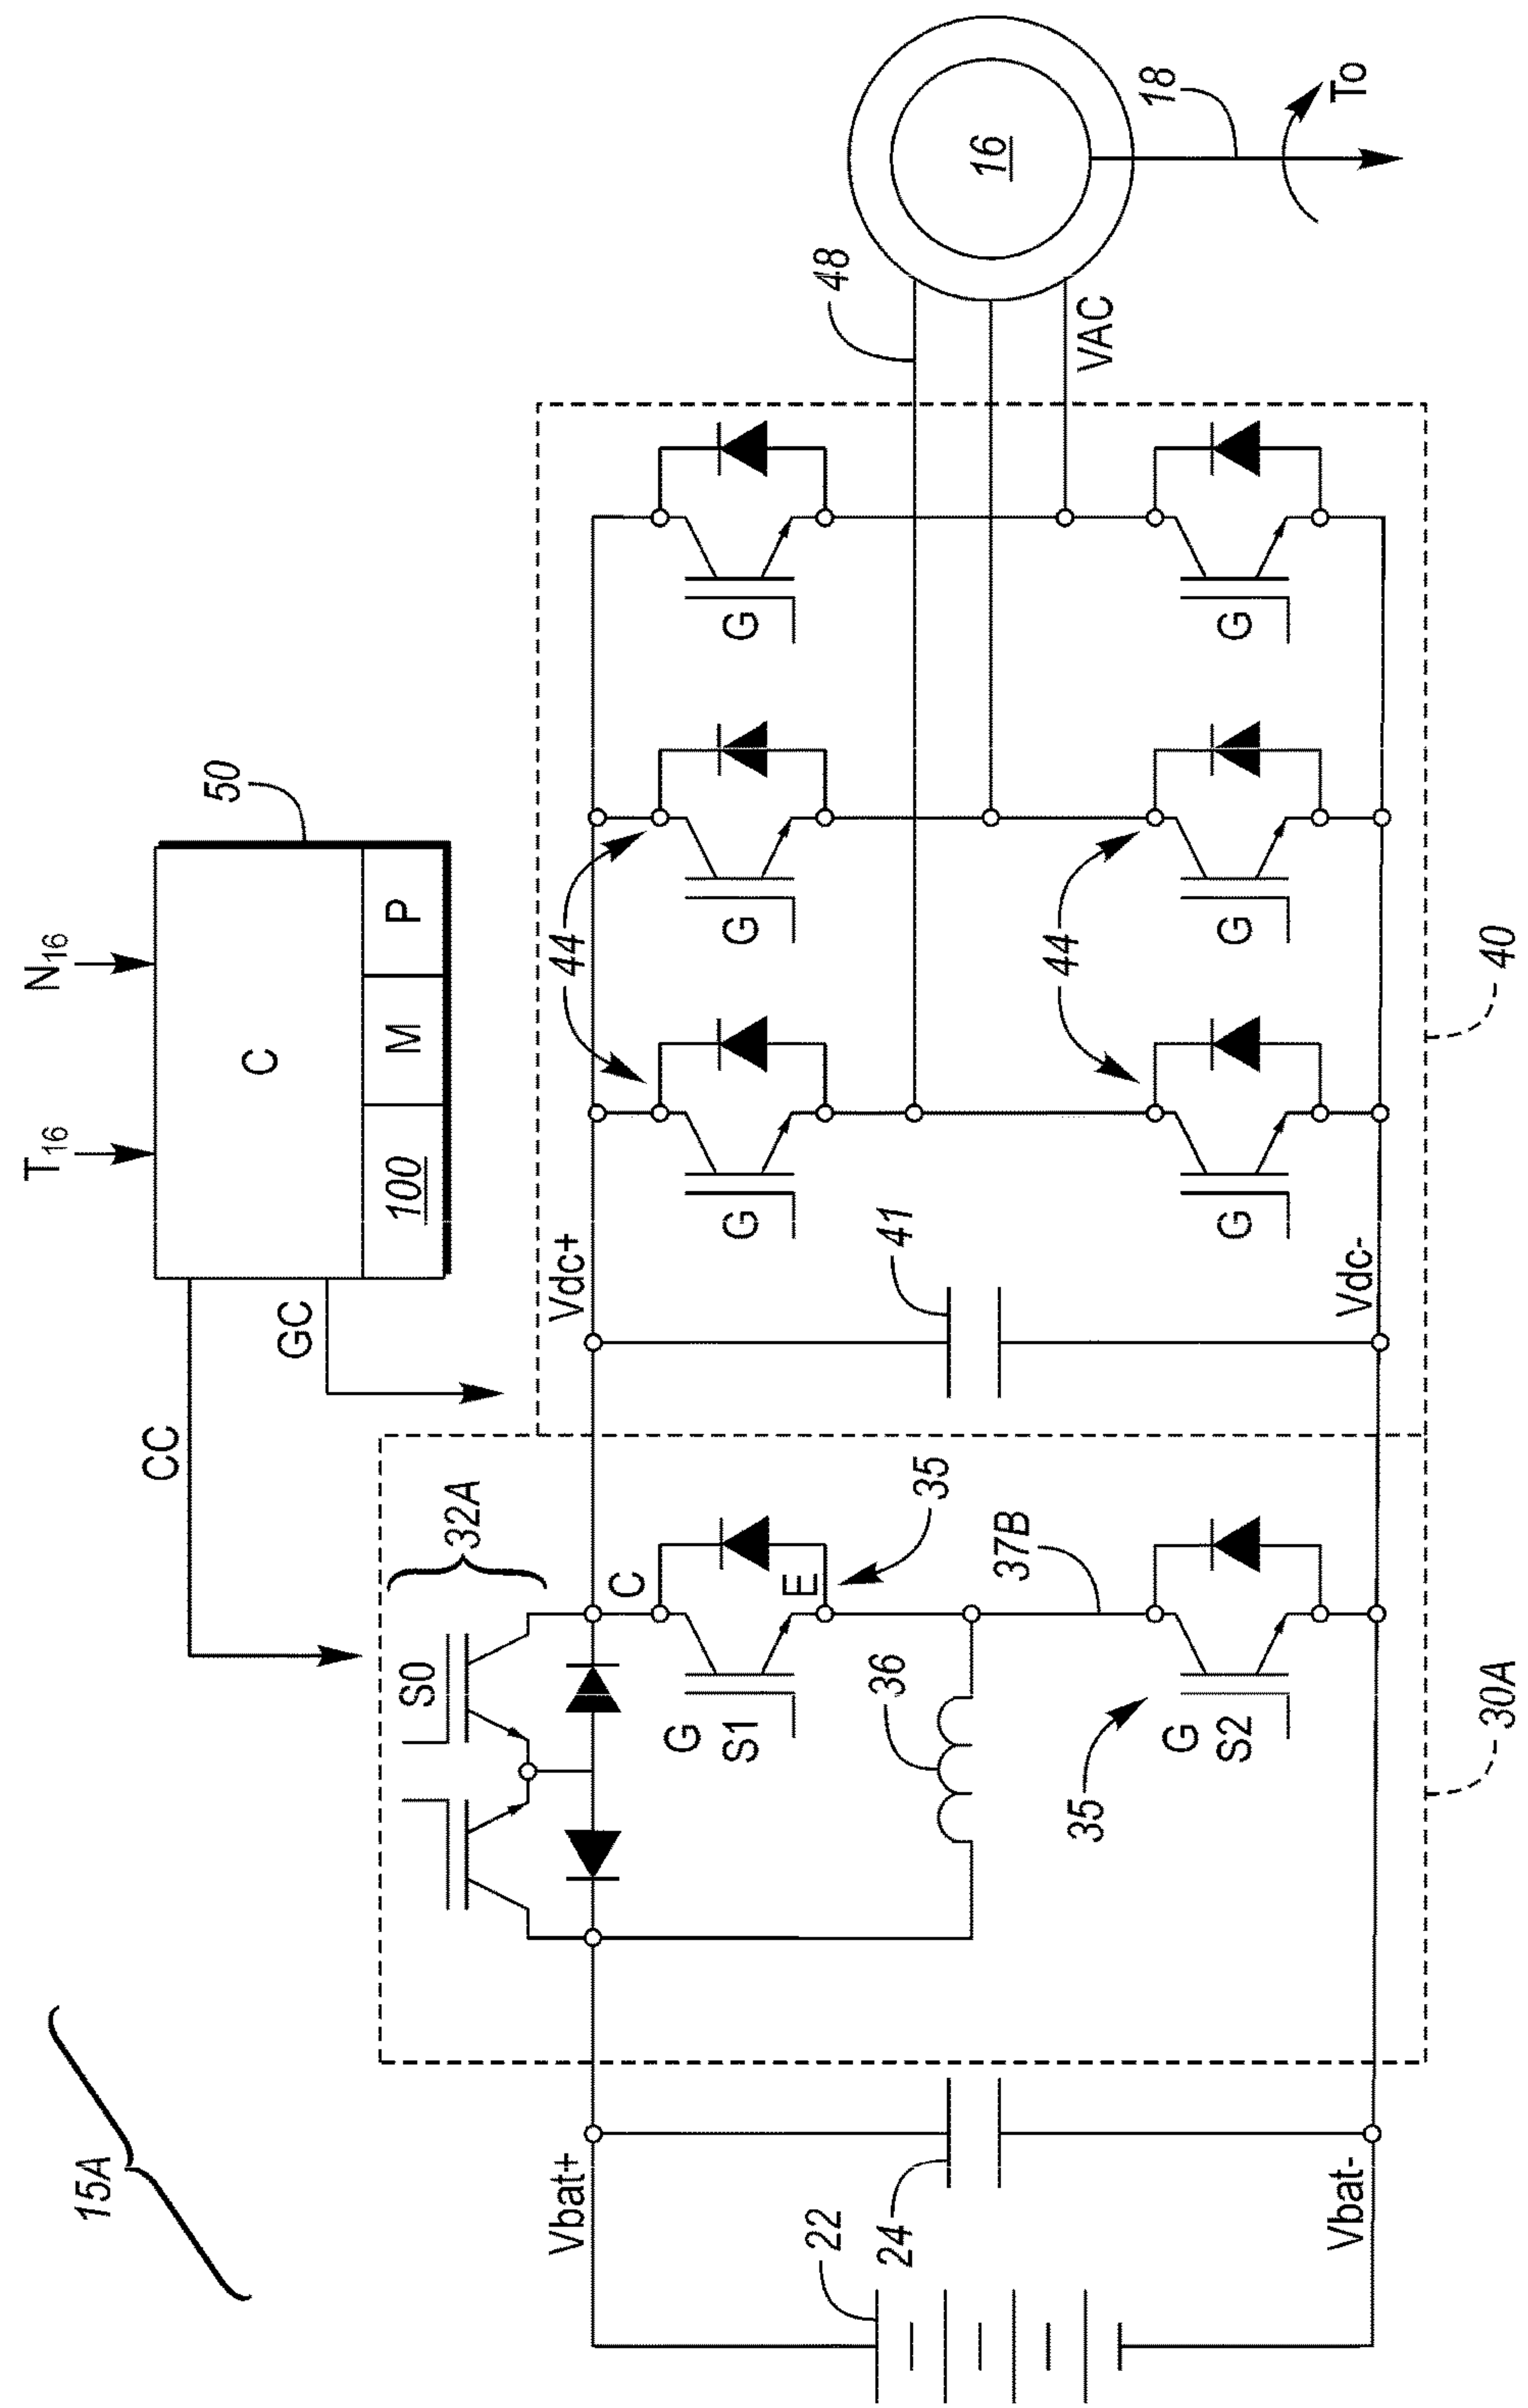 15A
T16
N16
C
50
100
M
P
CC
GC
32A
S0
Vbat+
Vdc+
44
48
16
18
To
VAC
C
E
G
S1
35
G
G
G
22
24
36
37B
41
44
35
G
S2
G
G
G
Vbat-
Vdc-
30A
40